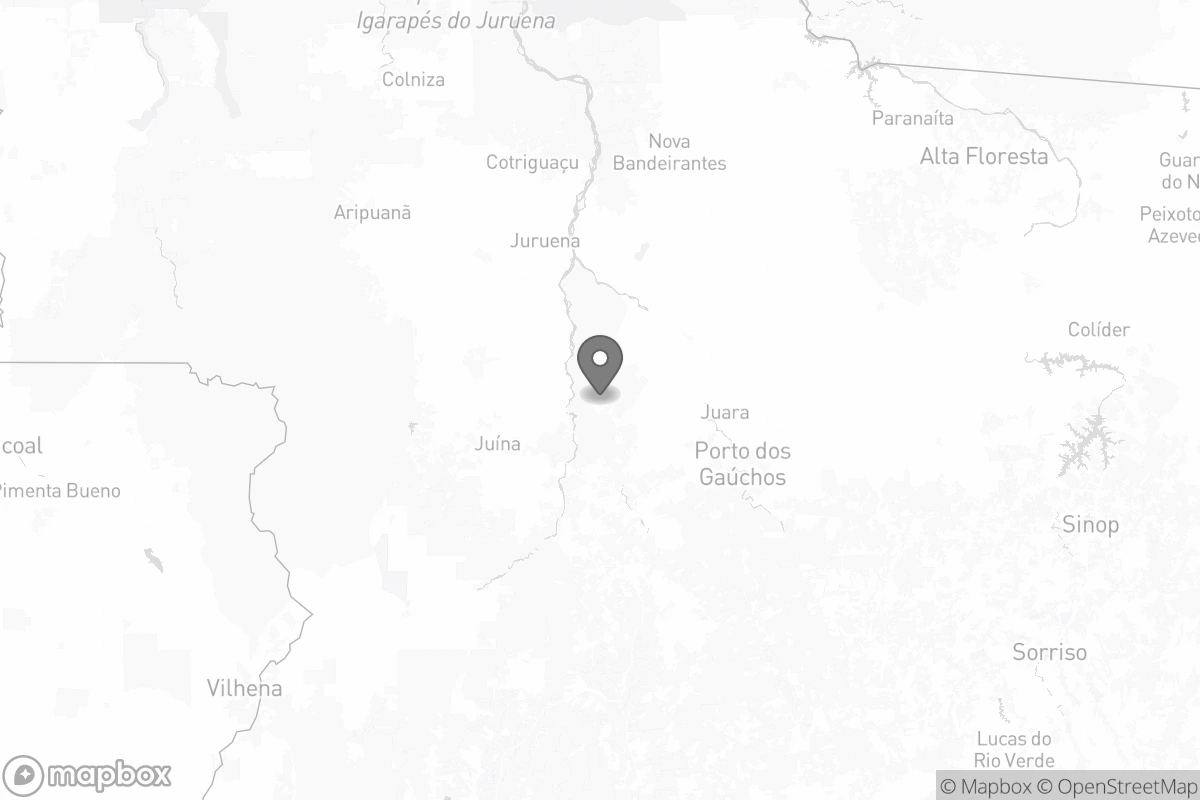 Igarapés do Juruena
Colniza
Paranaíta
Nova
Bandeirantes
Alta Floresta
Cotriguaçu
Guar
do N
Aripuanã
Peixoto
Azeve
Juruena
Colíder
Juara
Juína
coal
Porto dos
Gaúchos
Pimenta Bueno
Sinop
Sorriso
Vilhena
Lucas do
Rio Verde
mapbox
© Mapbox © OpenStreetMap